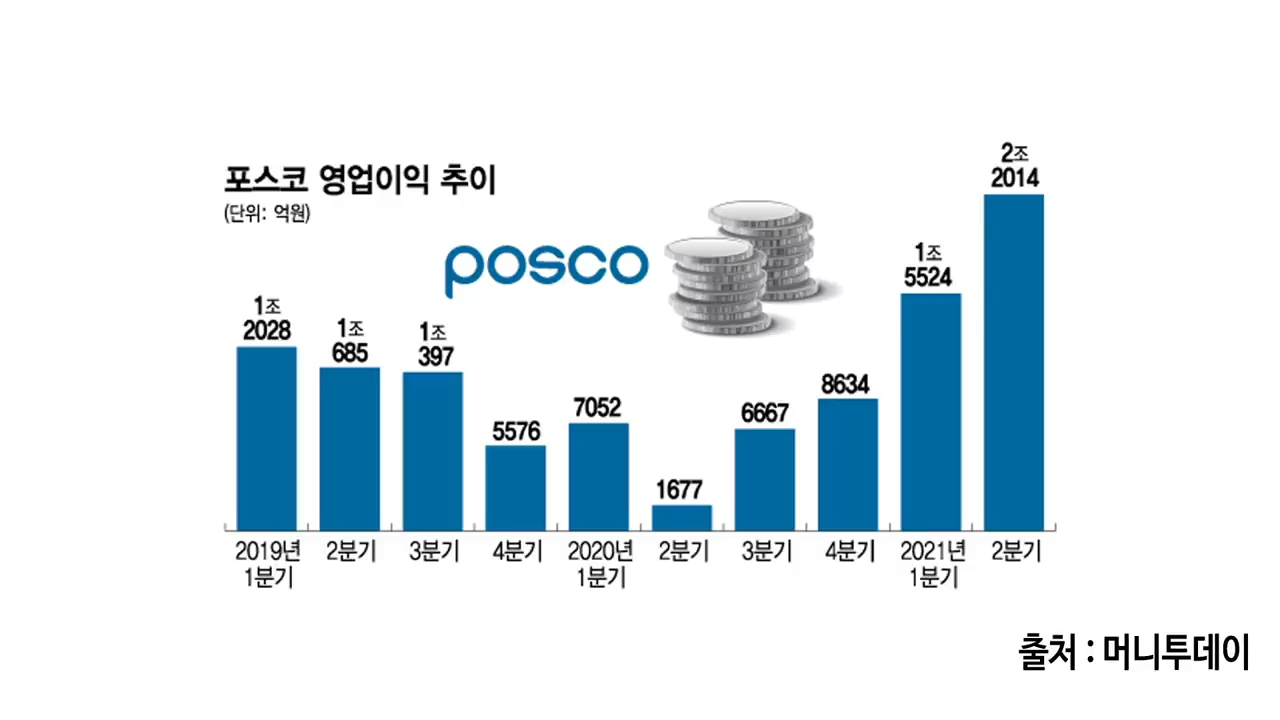 포스코 영업이익 추이
(단위: 억원)
posco
1조
2028
1조
685
1조
397
5576
7052
1677
6667
8634
1조
5524
2조
2014
2019년
1분기
2분기
3분기
4분기
2020년
1분기
2분기
3분기
4분기
2021년
1분기
2분기
출처 : 머니투데이